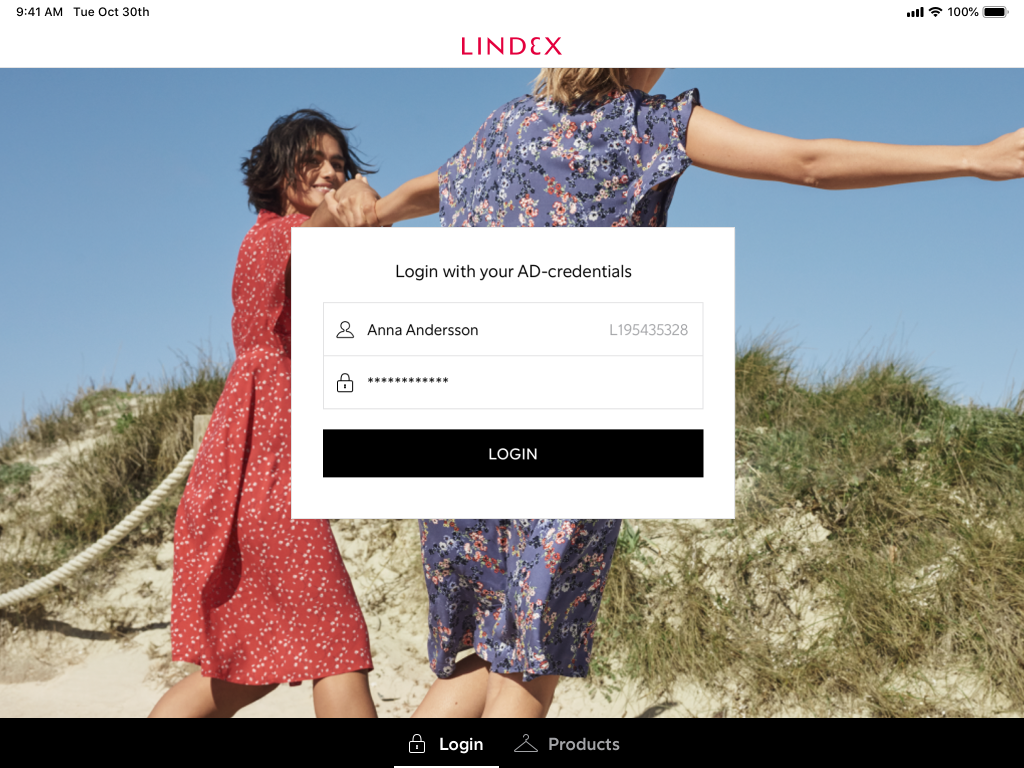 9:41 AM Tue Oct 30th 100%
LINDEX
Login with your AD-credentials
Anna Andersson L195435328
************
LOGIN
Login Products